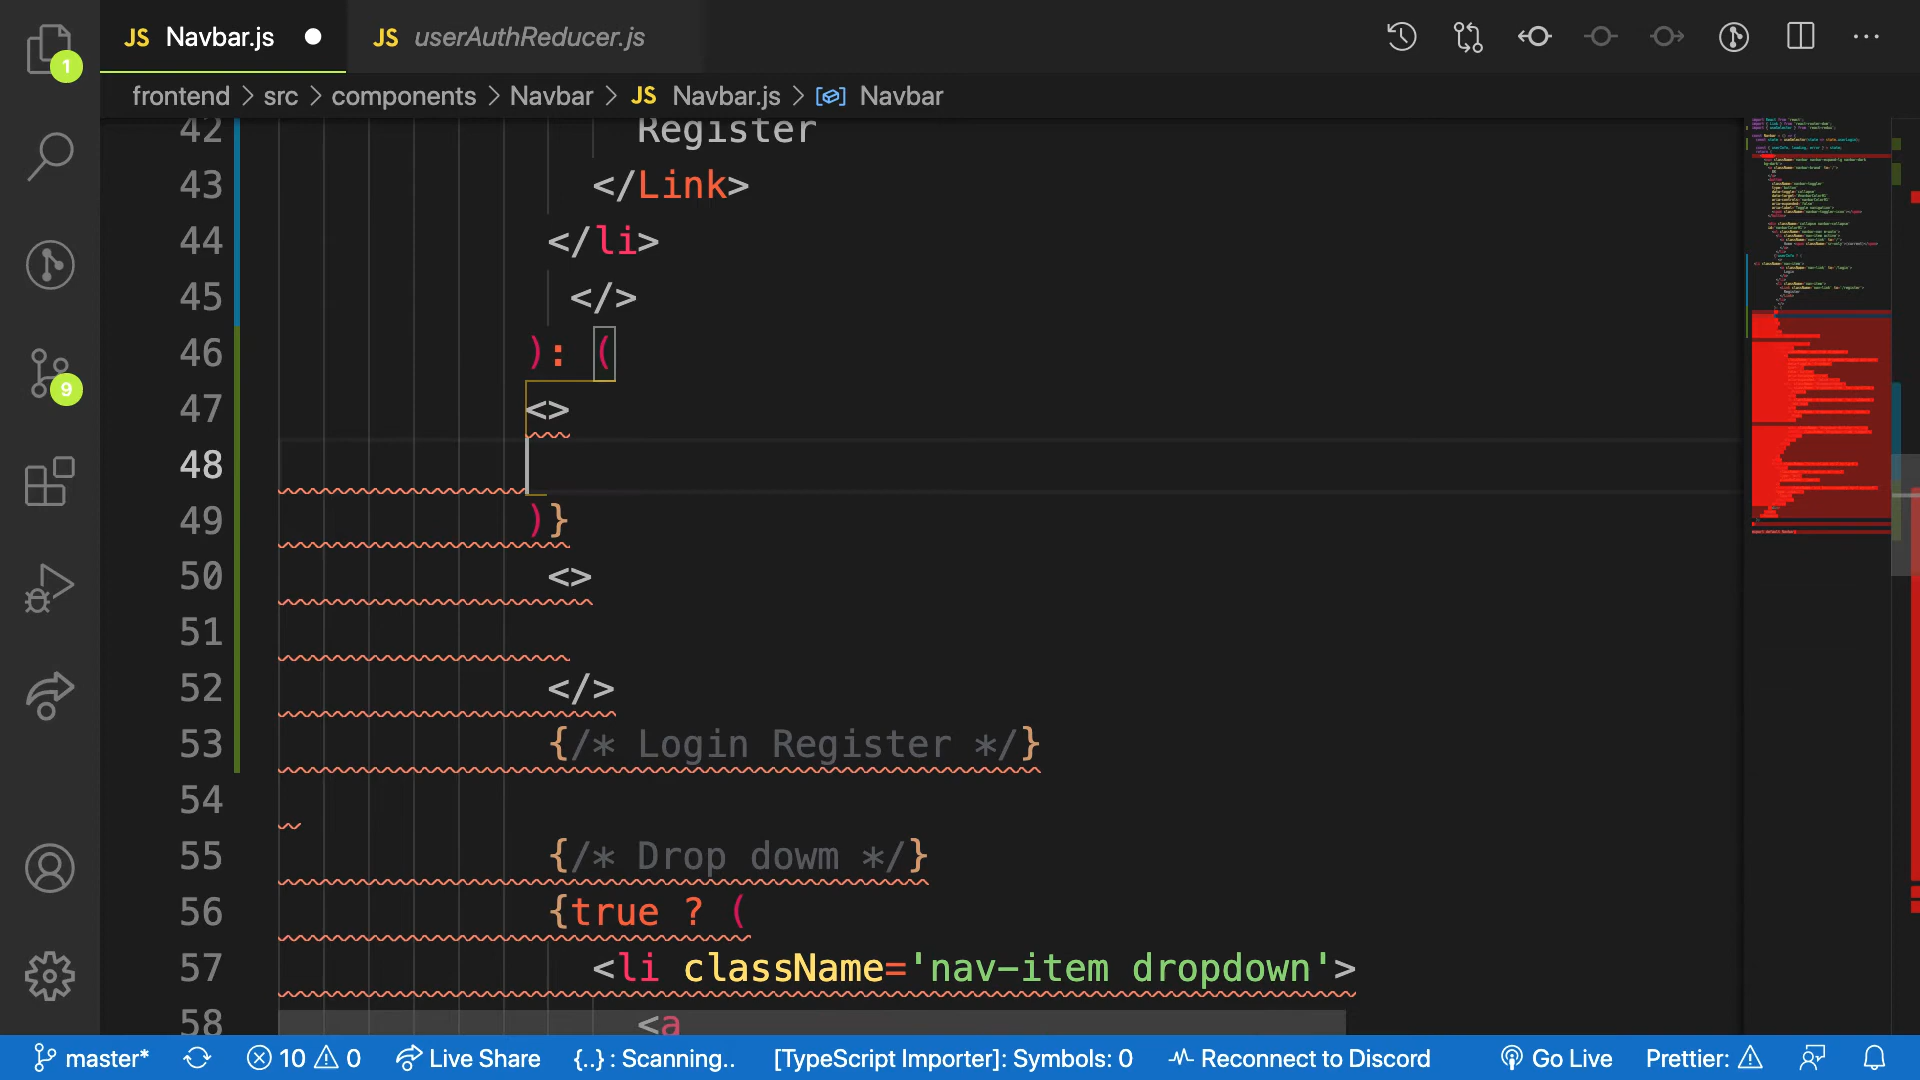 JS Navbar.js
JS userAuthReducer.js
1
frontend > src > components > Navbar > JS Navbar.js > Navbar
42 Register
43 </Link>
44 </li>
45 </>
46 ): (
47 <>
48
49 )}
50 <>
51
52 </>
53 {/* Login Register */}
54
55 {/* Drop dowm */}
56 {true ? (
57 <li className='nav-item dropdown'>
58 <a
9
master* 10 0 Live Share {..} : Scanning.. [TypeScript Importer]: Symbols: 0 Reconnect to Discord Go Live Prettier: